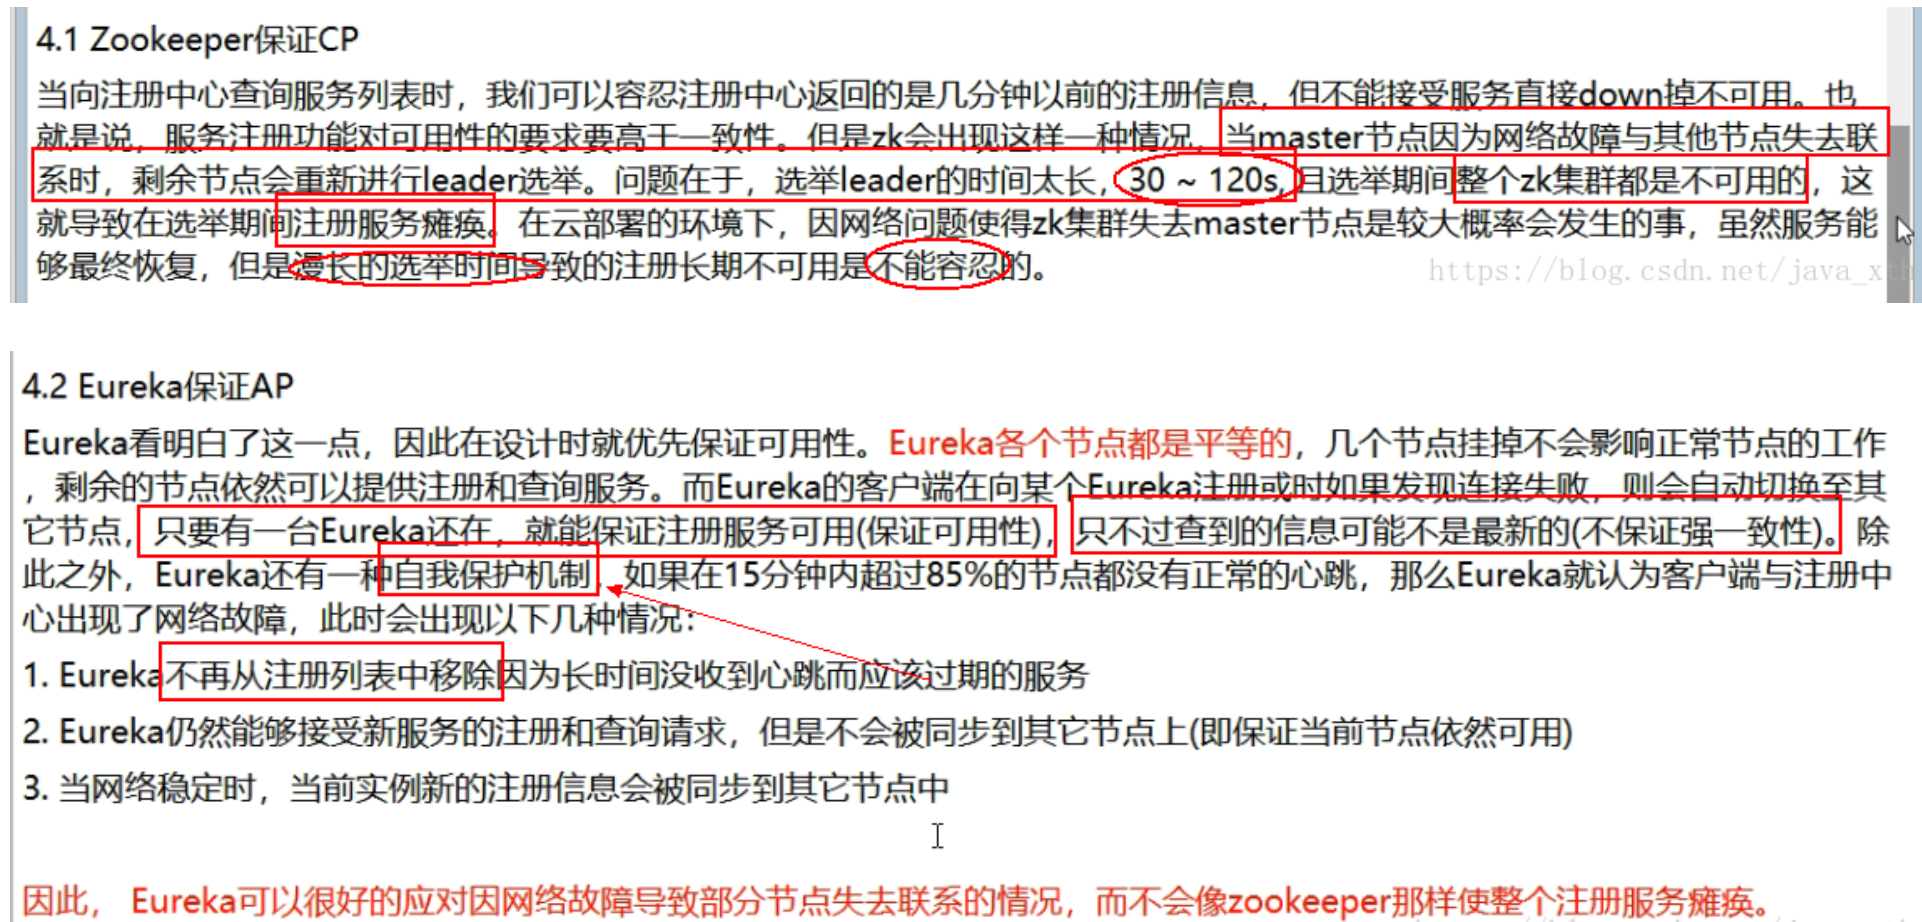 4.1 Zookeeper保证CP
当向注册中心查询服务列表时，我们可以容忍注册中心返回的是几分钟以前的注册信息，但不能接受服务直接down掉不可用。也
就是说，服务注册功能对可用性的要求要高于一致性。但是zk会出现这样一种情况，当master节点因为网络故障与其他节点失去联
系时，剩余节点会重新进行leader选举。问题在于，选举leader的时间太长，30 ~ 120s, 且选举期间整个zk集群都是不可用的，这
就导致在选举期间注册服务瘫痪。在云部署的环境下，因网络问题使得zk集群失去master节点是较大概率会发生的事，虽然服务能
够最终恢复，但是漫长的选举时间导致的注册长期不可用是不能容忍的。
https://blog.csdn.net/java_xth
4.2 Eureka保证AP
Eureka看明白了这一点，因此在设计时就优先保证可用性。Eureka各个节点都是平等的，几个节点挂掉不会影响正常节点的工作
，剩余的节点依然可以提供注册和查询服务。而Eureka的客户端在向某个Eureka注册或时如果发现连接失败，则会自动切换至其
它节点，只要有一台Eureka还在，就能保证注册服务可用(保证可用性)，只不过查到的信息可能不是最新的(不保证强一致性)。除
此之外，Eureka还有一种自我保护机制，如果在15分钟内超过85%的节点都没有正常的心跳，那么Eureka就认为客户端与注册中
心出现了网络故障，此时会出现以下几种情况：
1. Eureka不再从注册列表中移除因为长时间没收到心跳而应该过期的服务
2. Eureka仍然能够接受新服务的注册和查询请求，但是不会被同步到其它节点上(即保证当前节点依然可用)
3. 当网络稳定时，当前实例新的注册信息会被同步到其它节点中
因此， Eureka可以很好的应对因网络故障导致部分节点失去联系的情况，而不会像zookeeper那样使整个注册服务瘫痪。